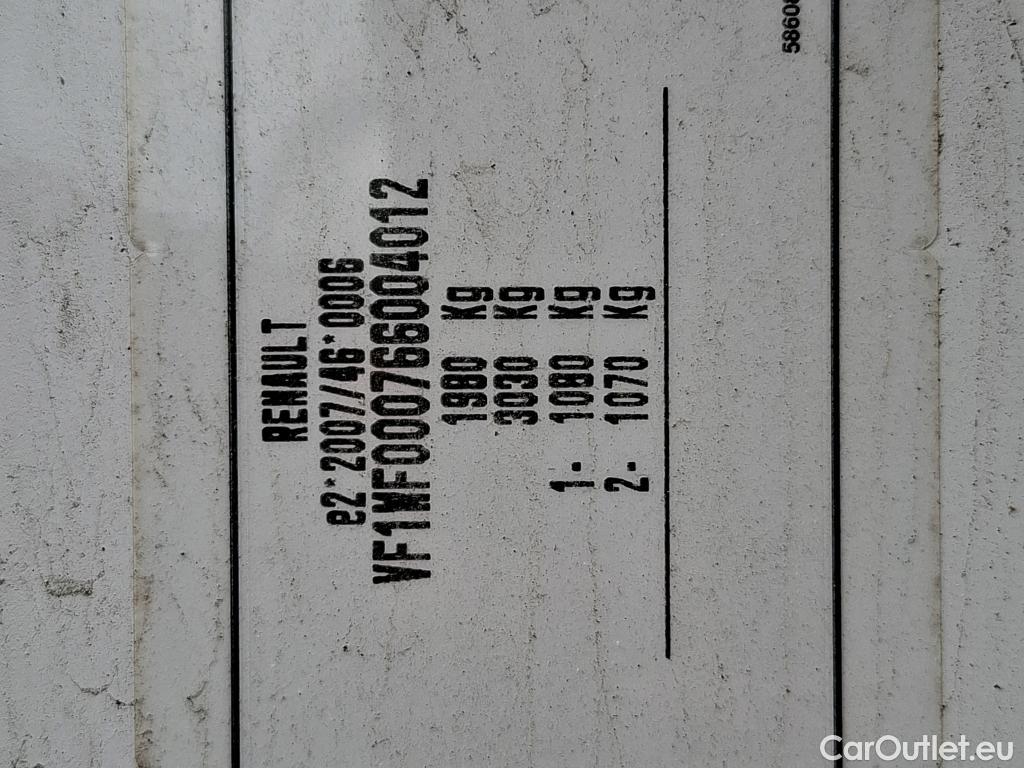 RENAULT
e2*2007/46*0006
VF1WF000766004012
1980 Kg
3030 Kg
1. 1080 Kg
2. 1070 Kg
CarOutlet.eu